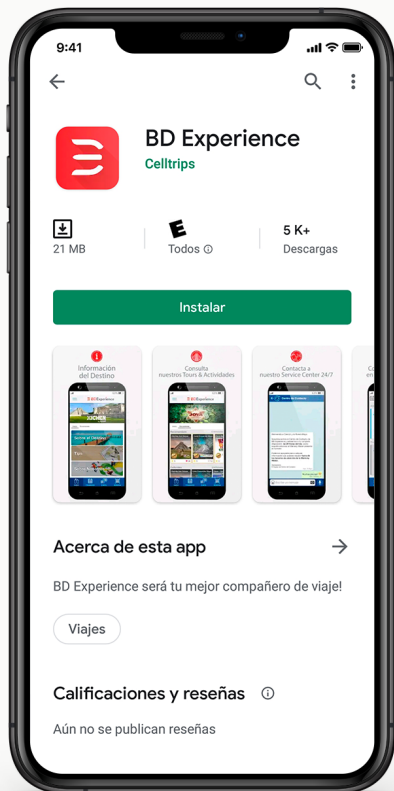 9:41
BD Experience
Celltrips
21 MB
E
Todos
5 K+
Descargas
Instalar
Información
del Destino
Consulta
nuestros Tours & Actividades
Contacta a
nuestro Service Center 24/7
Acerca de esta app
BD Experience será tu mejor compañero de viaje!
Viajes
Calificaciones y reseñas
Aún no se publican reseñas